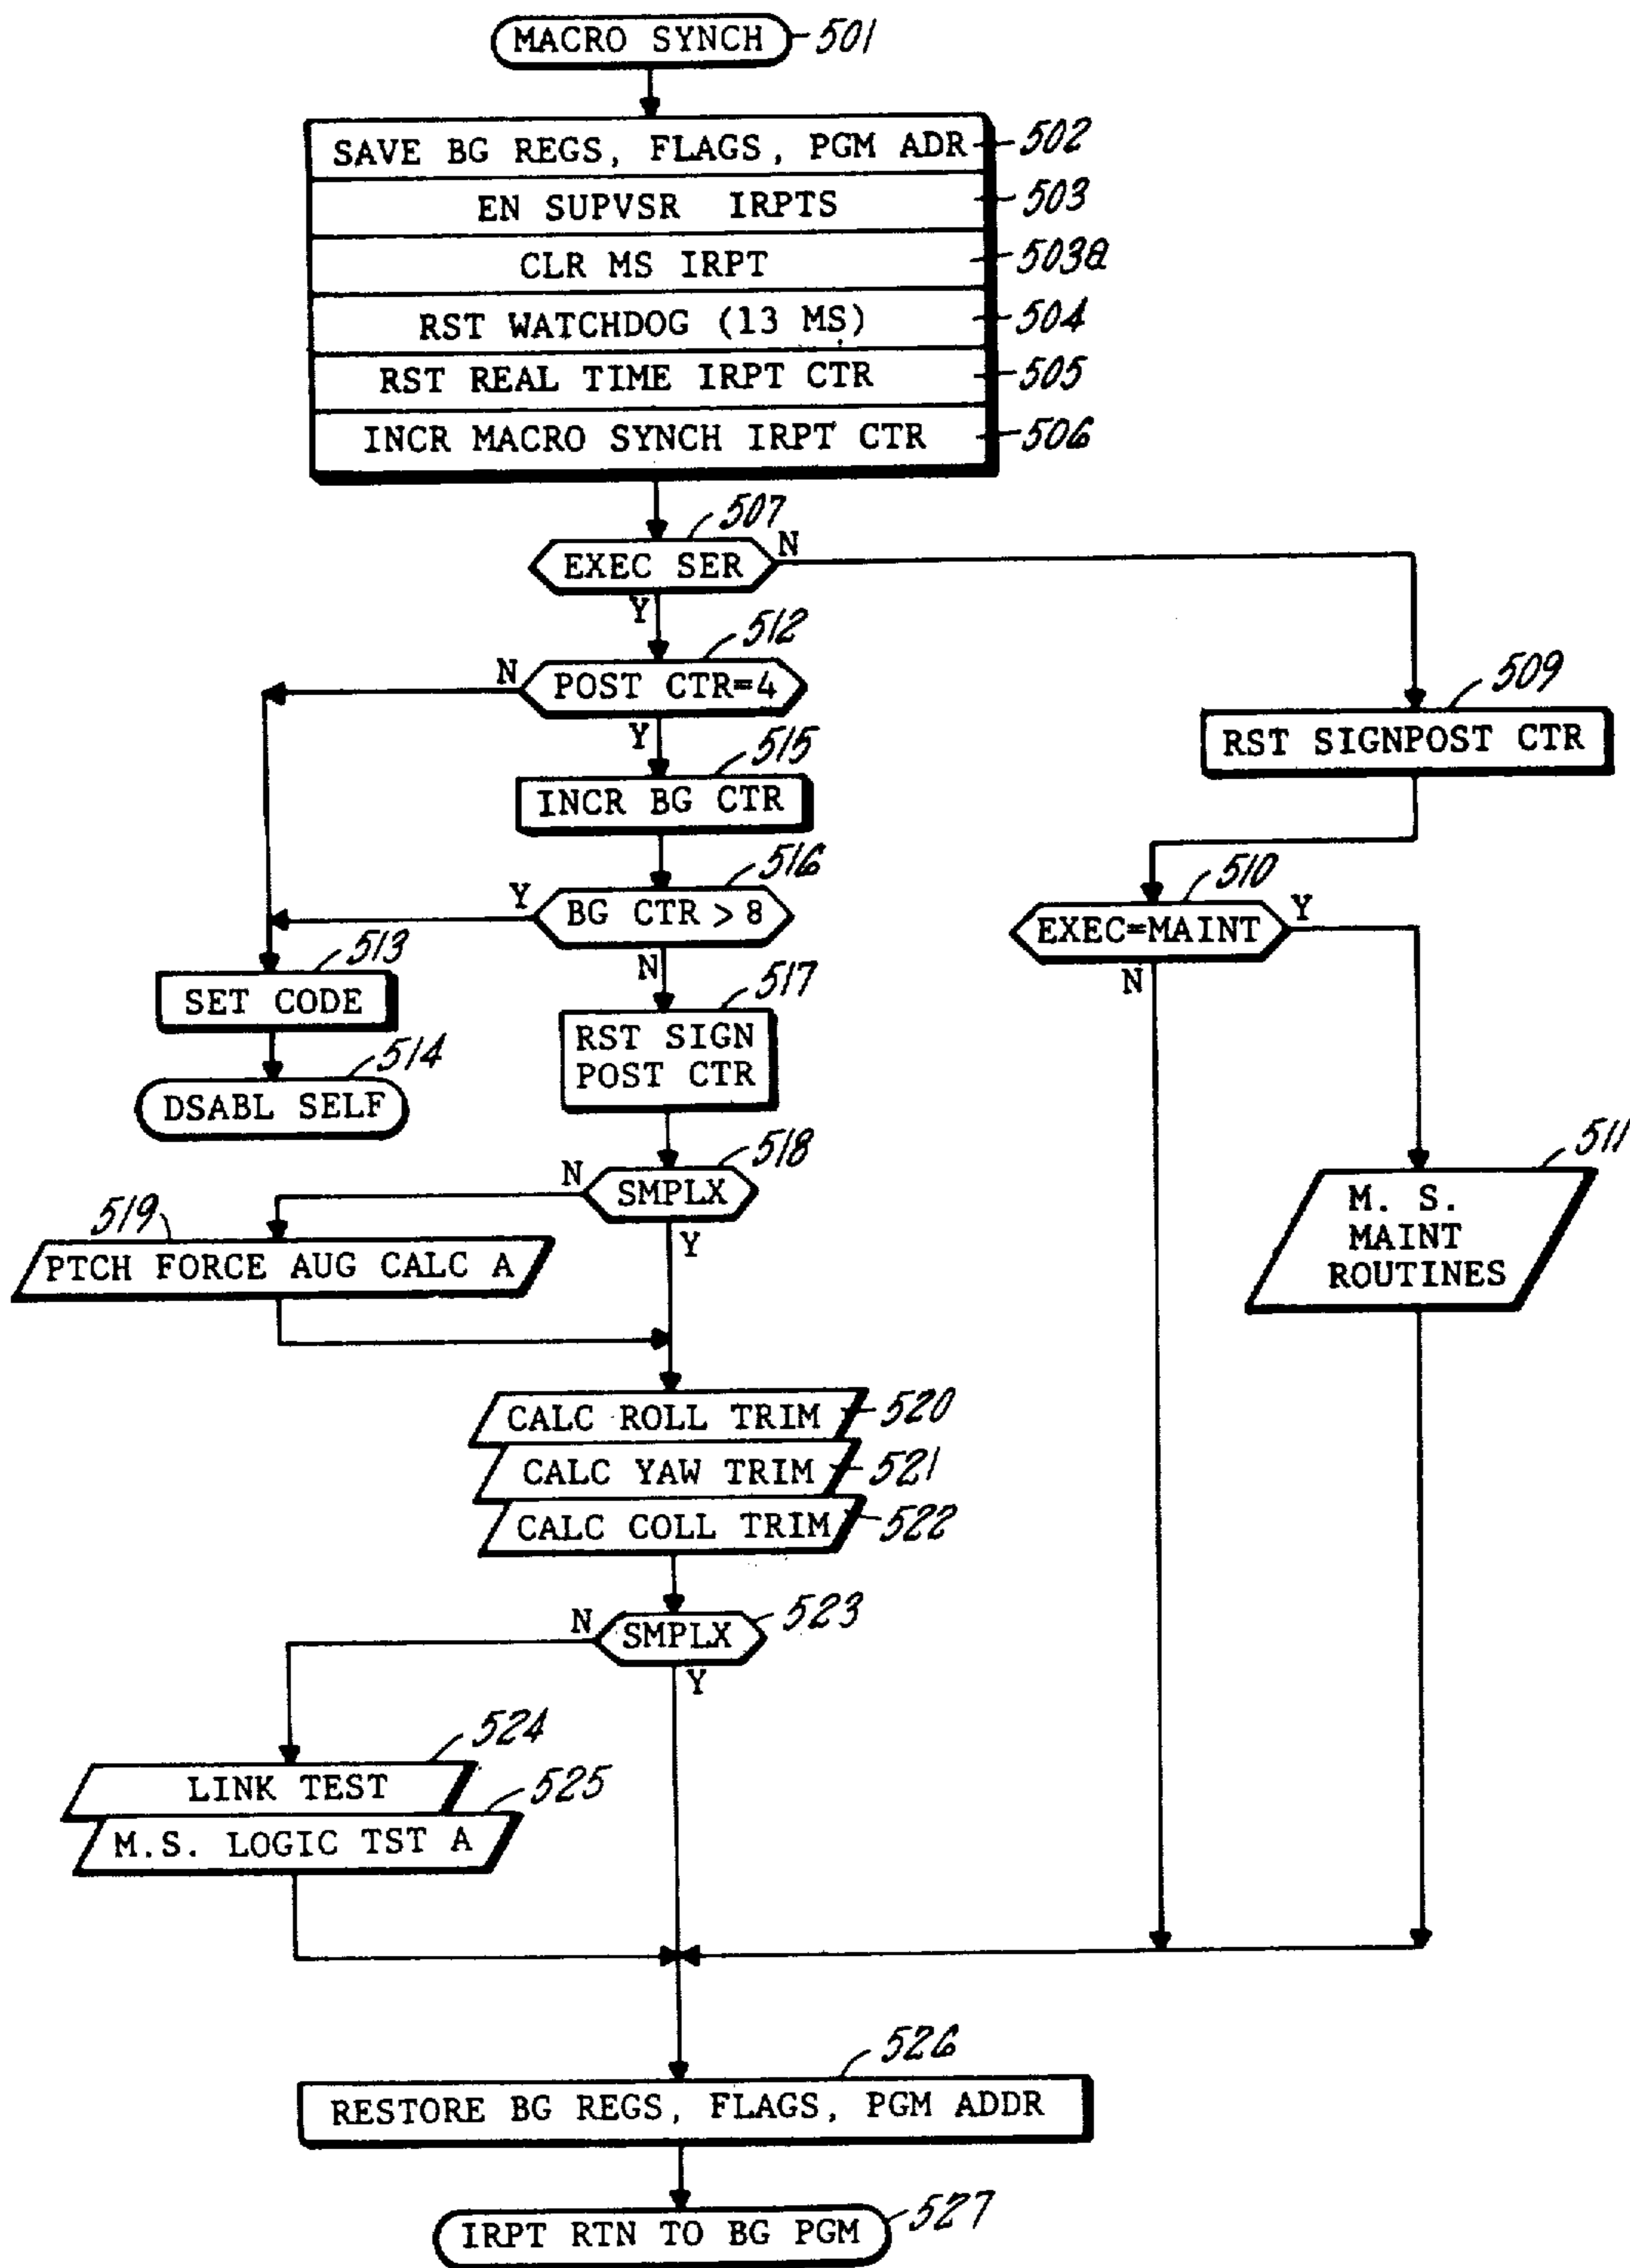 MACRO SYNCH 501
SAVE BG REGS, FLAGS, PGM ADR 502
EN SUPVSR IRPTS 503
CLR MS IRPT 503a
RST WATCHDOG (13 MS) 504
RST REAL TIME IRPT CTR 505
INCR MACRO SYNCH IRPT CTR 506
507
EXEC SER N
Y
512
N POST CTR=4
Y
509
RST SIGNPOST CTR
515
INCR BG CTR
516
Y BG CTR > 8
N
510
EXEC=MAINT Y
N
513
SET CODE
514
DSABL SELF
517
RST SIGN
POST CTR
518
N SMPLX
Y
511
M. S.
MAINT
ROUTINES
519
PTCH FORCE AUG CALC A
CALC ROLL TRIM 520
CALC YAW TRIM 521
CALC COLL TRIM 522
523
N SMPLX
Y
524
LINK TEST
525
M.S. LOGIC TST A
526
RESTORE BG REGS, FLAGS, PGM ADDR
IRPT RTN TO BG PGM 527